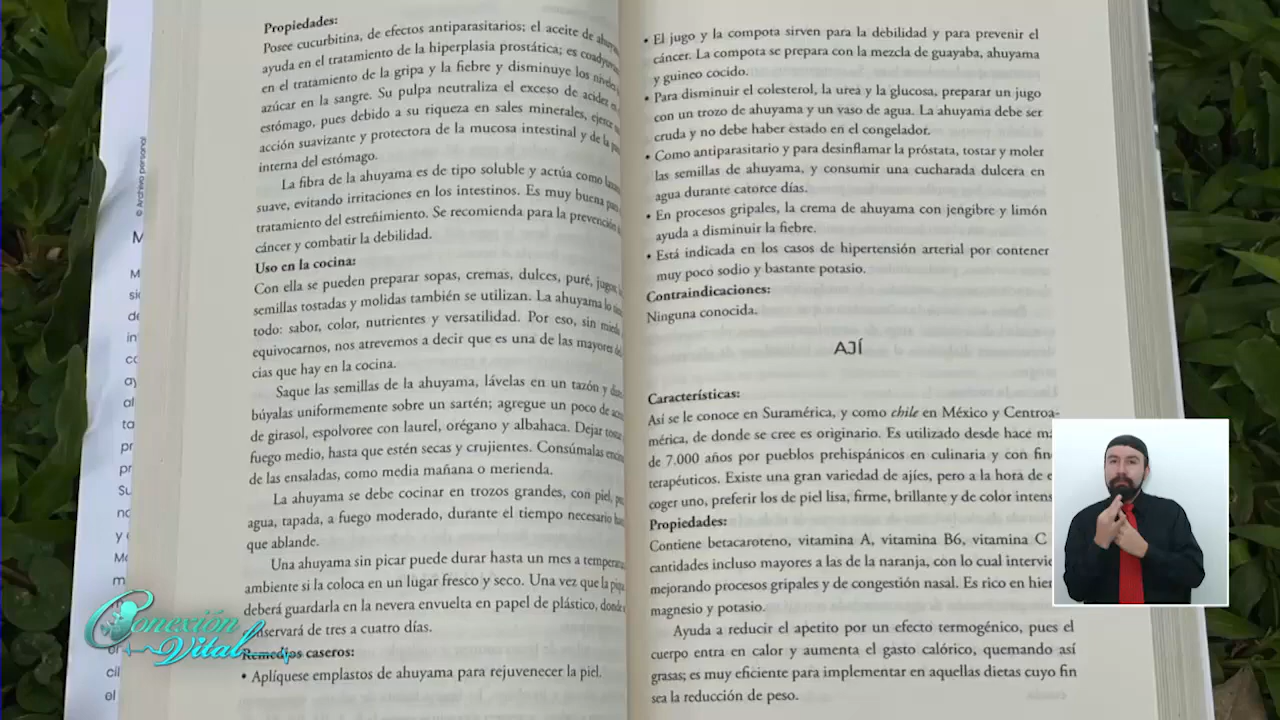 Propiedades:
Posee cucurbitina, de efectos antiparasitarios; el aceite de
ayuda en el tratamiento de la hiperplasia prostática; es
en el tratamiento de la gripa y la fiebre y disminuye los
azúcar en la sangre. Su pulpa neutraliza el exceso de acidez
estómago, pues debido a su riqueza en sales minerales,
acción suavizante y protectora de la mucosa intestinal y de la
interna del estómago.
La fibra de la ahuyama es de tipo soluble y actúa como
suave, evitando irritaciones en los intestinos. Es muy buena
tratamiento del estreñimiento. Se recomienda para la prevención
cáncer y combatir la debilidad.
Uso en la cocina:
Con ella se pueden preparar sopas, cremas, dulces, puré,
semillas tostadas y molidas también se utilizan. La ahuyama lo
todo: sabor, color, nutrientes y versatilidad. Por eso, sin
equivocarnos, nos atrevemos a decir que es una de las mayores
cias que hay en la cocina.
Saque las semillas de la ahuyama, lávelas en un tazón y
búyalas uniformemente sobre un sartén; agregue un poco de
de girasol, espolvoree con laurel, orégano y albahaca. Dejar
fuego medio, hasta que estén secas y crujientes. Consúmalas
de las ensaladas, como media mañana o merienda.
La ahuyama se debe cocinar en trozos grandes, con piel,
agua, tapada, a fuego moderado, durante el tiempo necesario
que ablande.
Una ahuyama sin picar puede durar hasta un mes a
ambiente si la coloca en un lugar fresco y seco. Una vez que la
deberá guardarla en la nevera envuelta en papel de plástico,
de tres a cuatro días.
Remedios caseros:
• Aplíquese emplastos de ahuyama para rejuvenecer la piel.
• El jugo y la compota sirven para la debilidad y para prevenir el
cáncer. La compota se prepara con la mezcla de guayaba, ahuyama
y guineo cocido.
• Para disminuir el colesterol, la urea y la glucosa, preparar un jugo
con un trozo de ahuyama y un vaso de agua. La ahuyama debe ser
cruda y no debe haber estado en el congelador.
• Como antiparasitario y para desinflamar la próstata, tostar y moler
las semillas de ahuyama, y consumir una cucharada dulcera en
agua durante catorce días.
• En procesos gripales, la crema de ahuyama con jengibre y limón
ayuda a disminuir la fiebre.
• Está indicada en los casos de hipertensión arterial por contener
muy poco sodio y bastante potasio.
Contraindicaciones:
Ninguna conocida.
AJÍ
Características:
Así se le conoce en Suramérica, y como chile en México y Centroa-
mérica, de donde se cree es originario. Es utilizado desde hace
de 7.000 años por pueblos prehispánicos en culinaria y con
terapéuticos. Existe una gran variedad de ajíes, pero a la hora de
coger uno, preferir los de piel lisa, firme, brillante y de color
Propiedades:
Contiene betacaroteno, vitamina A, vitamina B6, vitamina C
cantidades incluso mayores a las de la naranja, con lo cual
mejorando procesos gripales y de congestión nasal. Es rico en
magnesio y potasio.
Ayuda a reducir el apetito por un efecto termogénico, pues el
cuerpo entra en calor y aumenta el gasto calórico, quemando así
grasas; es muy eficiente para implementar en aquellas dietas cuyo fin
sea la reducción de peso.
© Archivo personal
Conexión
Vital